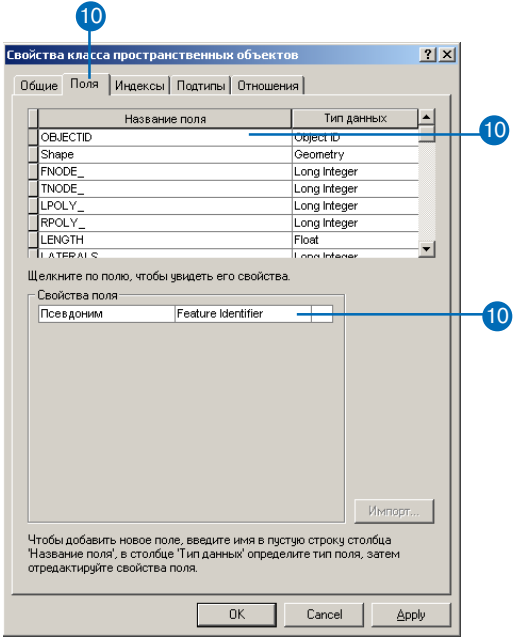 10
Свойства класса пространственных объектов
Общие Поля Индексы Подтипы Отношения
Название поля Тип данных
OBJECTID Object ID
10
Shape Geometry
FNODE_ Long Integer
TNODE_ Long Integer
LPOLY_ Long Integer
RPOLY_ Long Integer
LENGTH Float
LATERALS Long Integer
Щелкните по полю, чтобы увидеть его свойства.
Свойства поля
Псевдоним Feature Identifier
10
Импорт...
Чтобы добавить новое поле, введите имя в пустую строку столбца
'Название поля', в столбце 'Тип данных' определите тип поля, затем
отредактируйте свойства поля.
OK Cancel Apply